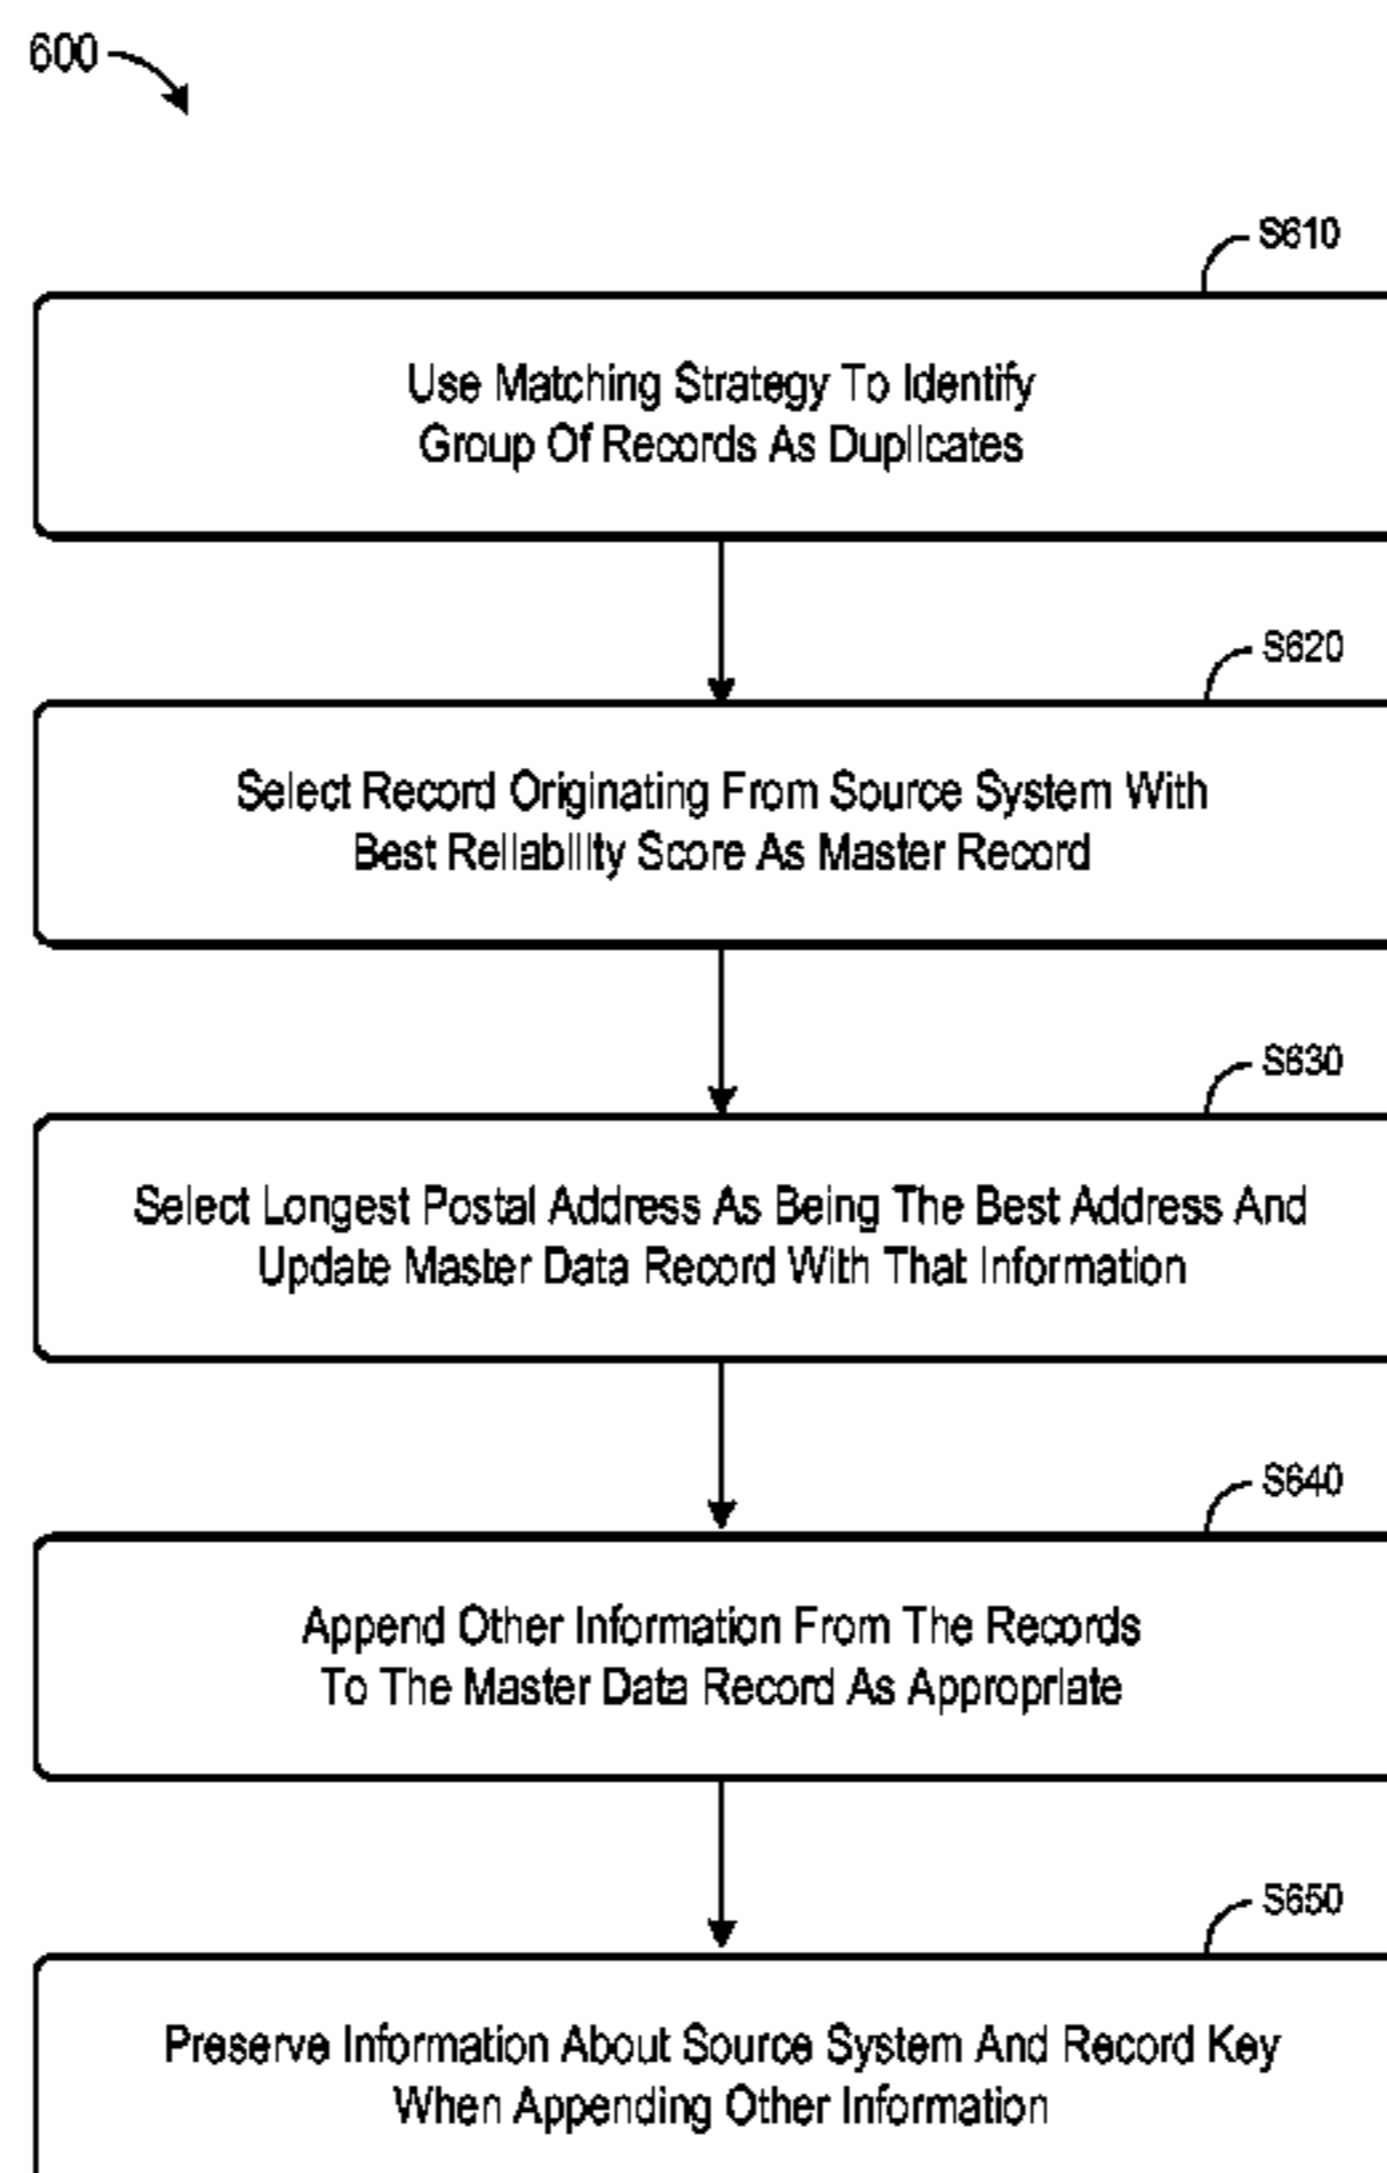 600
S610
Use Matching Strategy To Identify
Group Of Records As Duplicates
S620
Select Record Originating From Source System With
Best Reliability Score As Master Record
S630
Select Longest Postal Address As Being The Best Address And
Update Master Data Record With That Information
S640
Append Other Information From The Records
To The Master Data Record As Appropriate
S650
Preserve Information About Source System And Record Key
When Appending Other Information